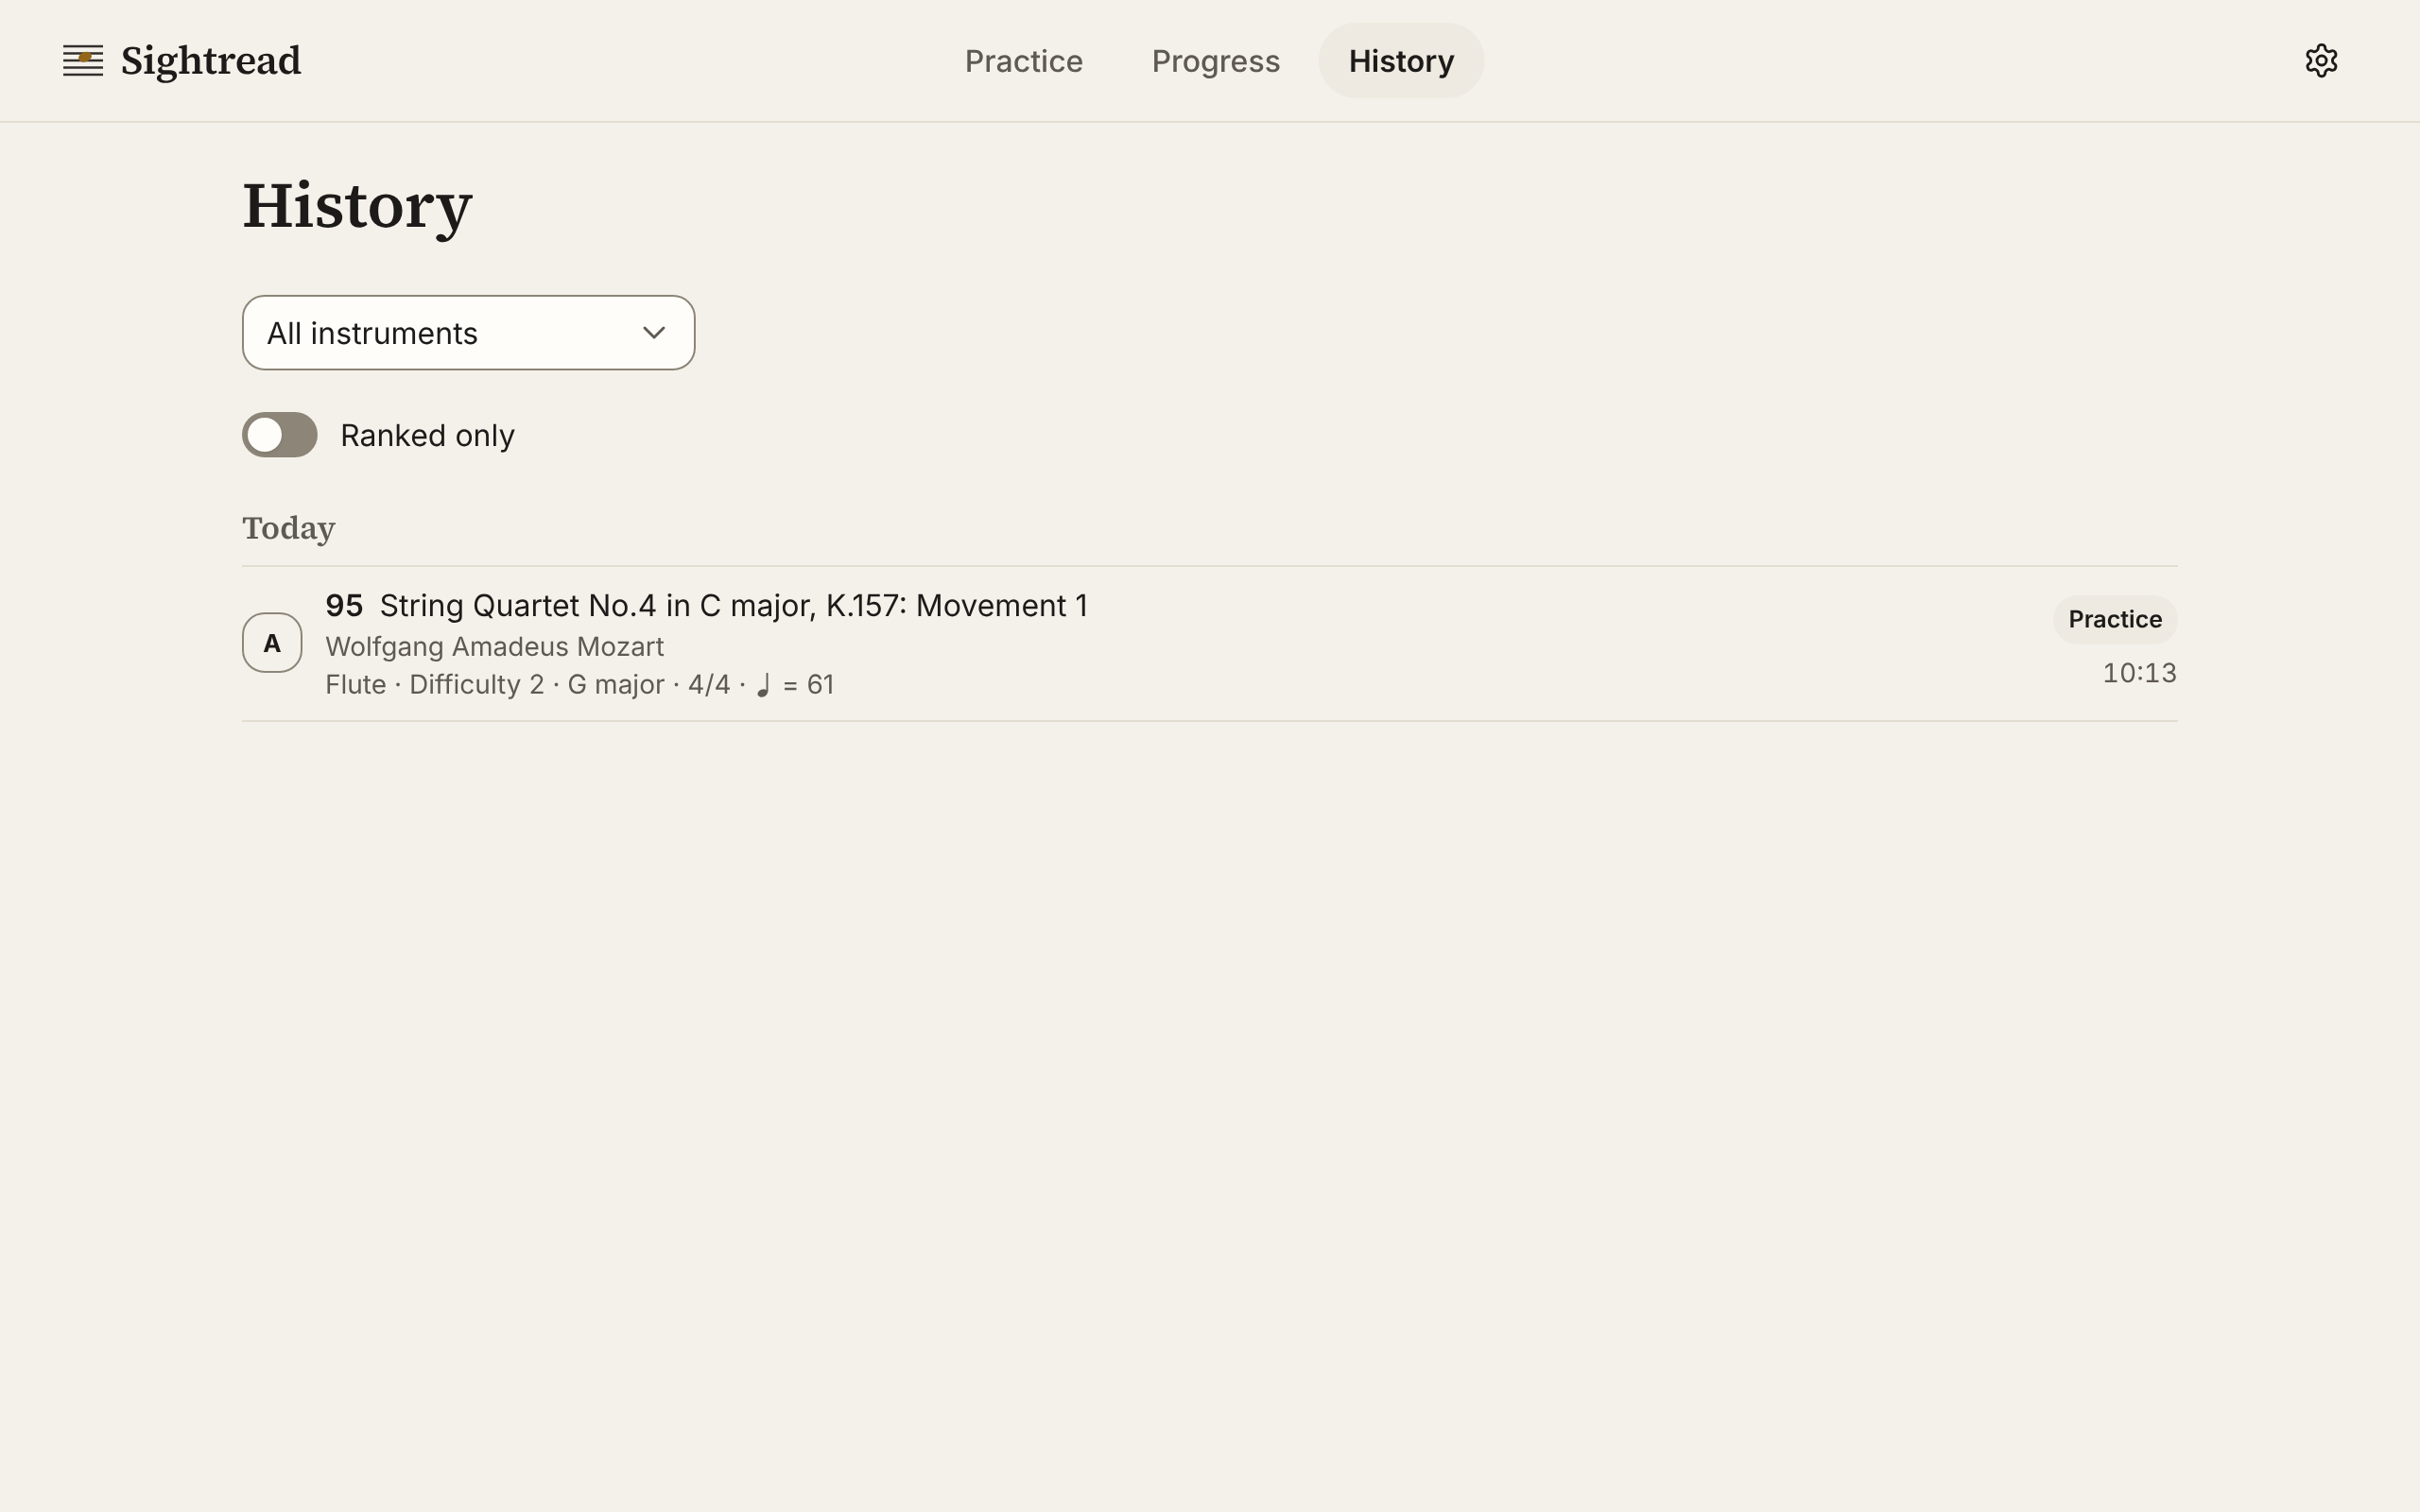 Sightread
Practice
Progress
History
History
All instruments
Ranked only
Today
A
95 String Quartet No.4 in C major, K.157: Movement 1
Wolfgang Amadeus Mozart
Flute · Difficulty 2 · G major · 4/4 · ♩ = 61
Practice
10:13